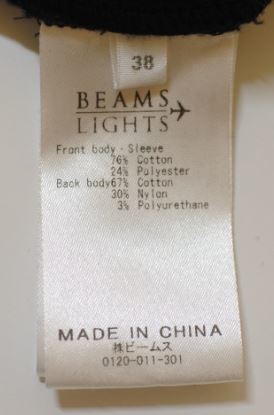 38
BEAMS
LIGHTS
Front body・Sleeve
76% Cotton
24% Polyester
Back body67% Cotton
30% Nylon
3% Polyurethane
MADE IN CHINA
㈱ビームス
0120-011-301